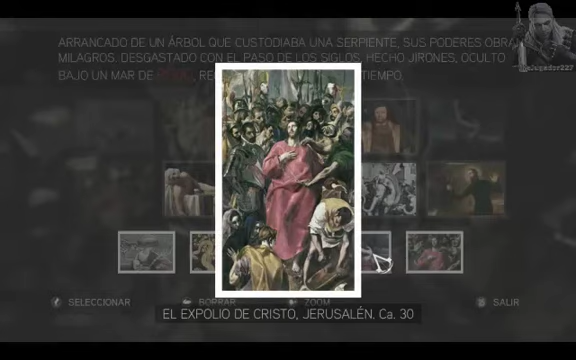 ARRANCADO DE UN ÁRBOL QUE CUSTODIABA UNA SERPIENTE, SUS PODERES OBRA
MILAGROS. DESGASTADO CON EL PASO DE LOS SIGLOS, HECHO JIRONES, OCULTO
BAJO UN MAR DE TIEMPO.
SELECCIONAR BORRAR ZOOM SALIR
EL EXPOLIO DE CRISTO, JERUSALÉN. Ca. 30